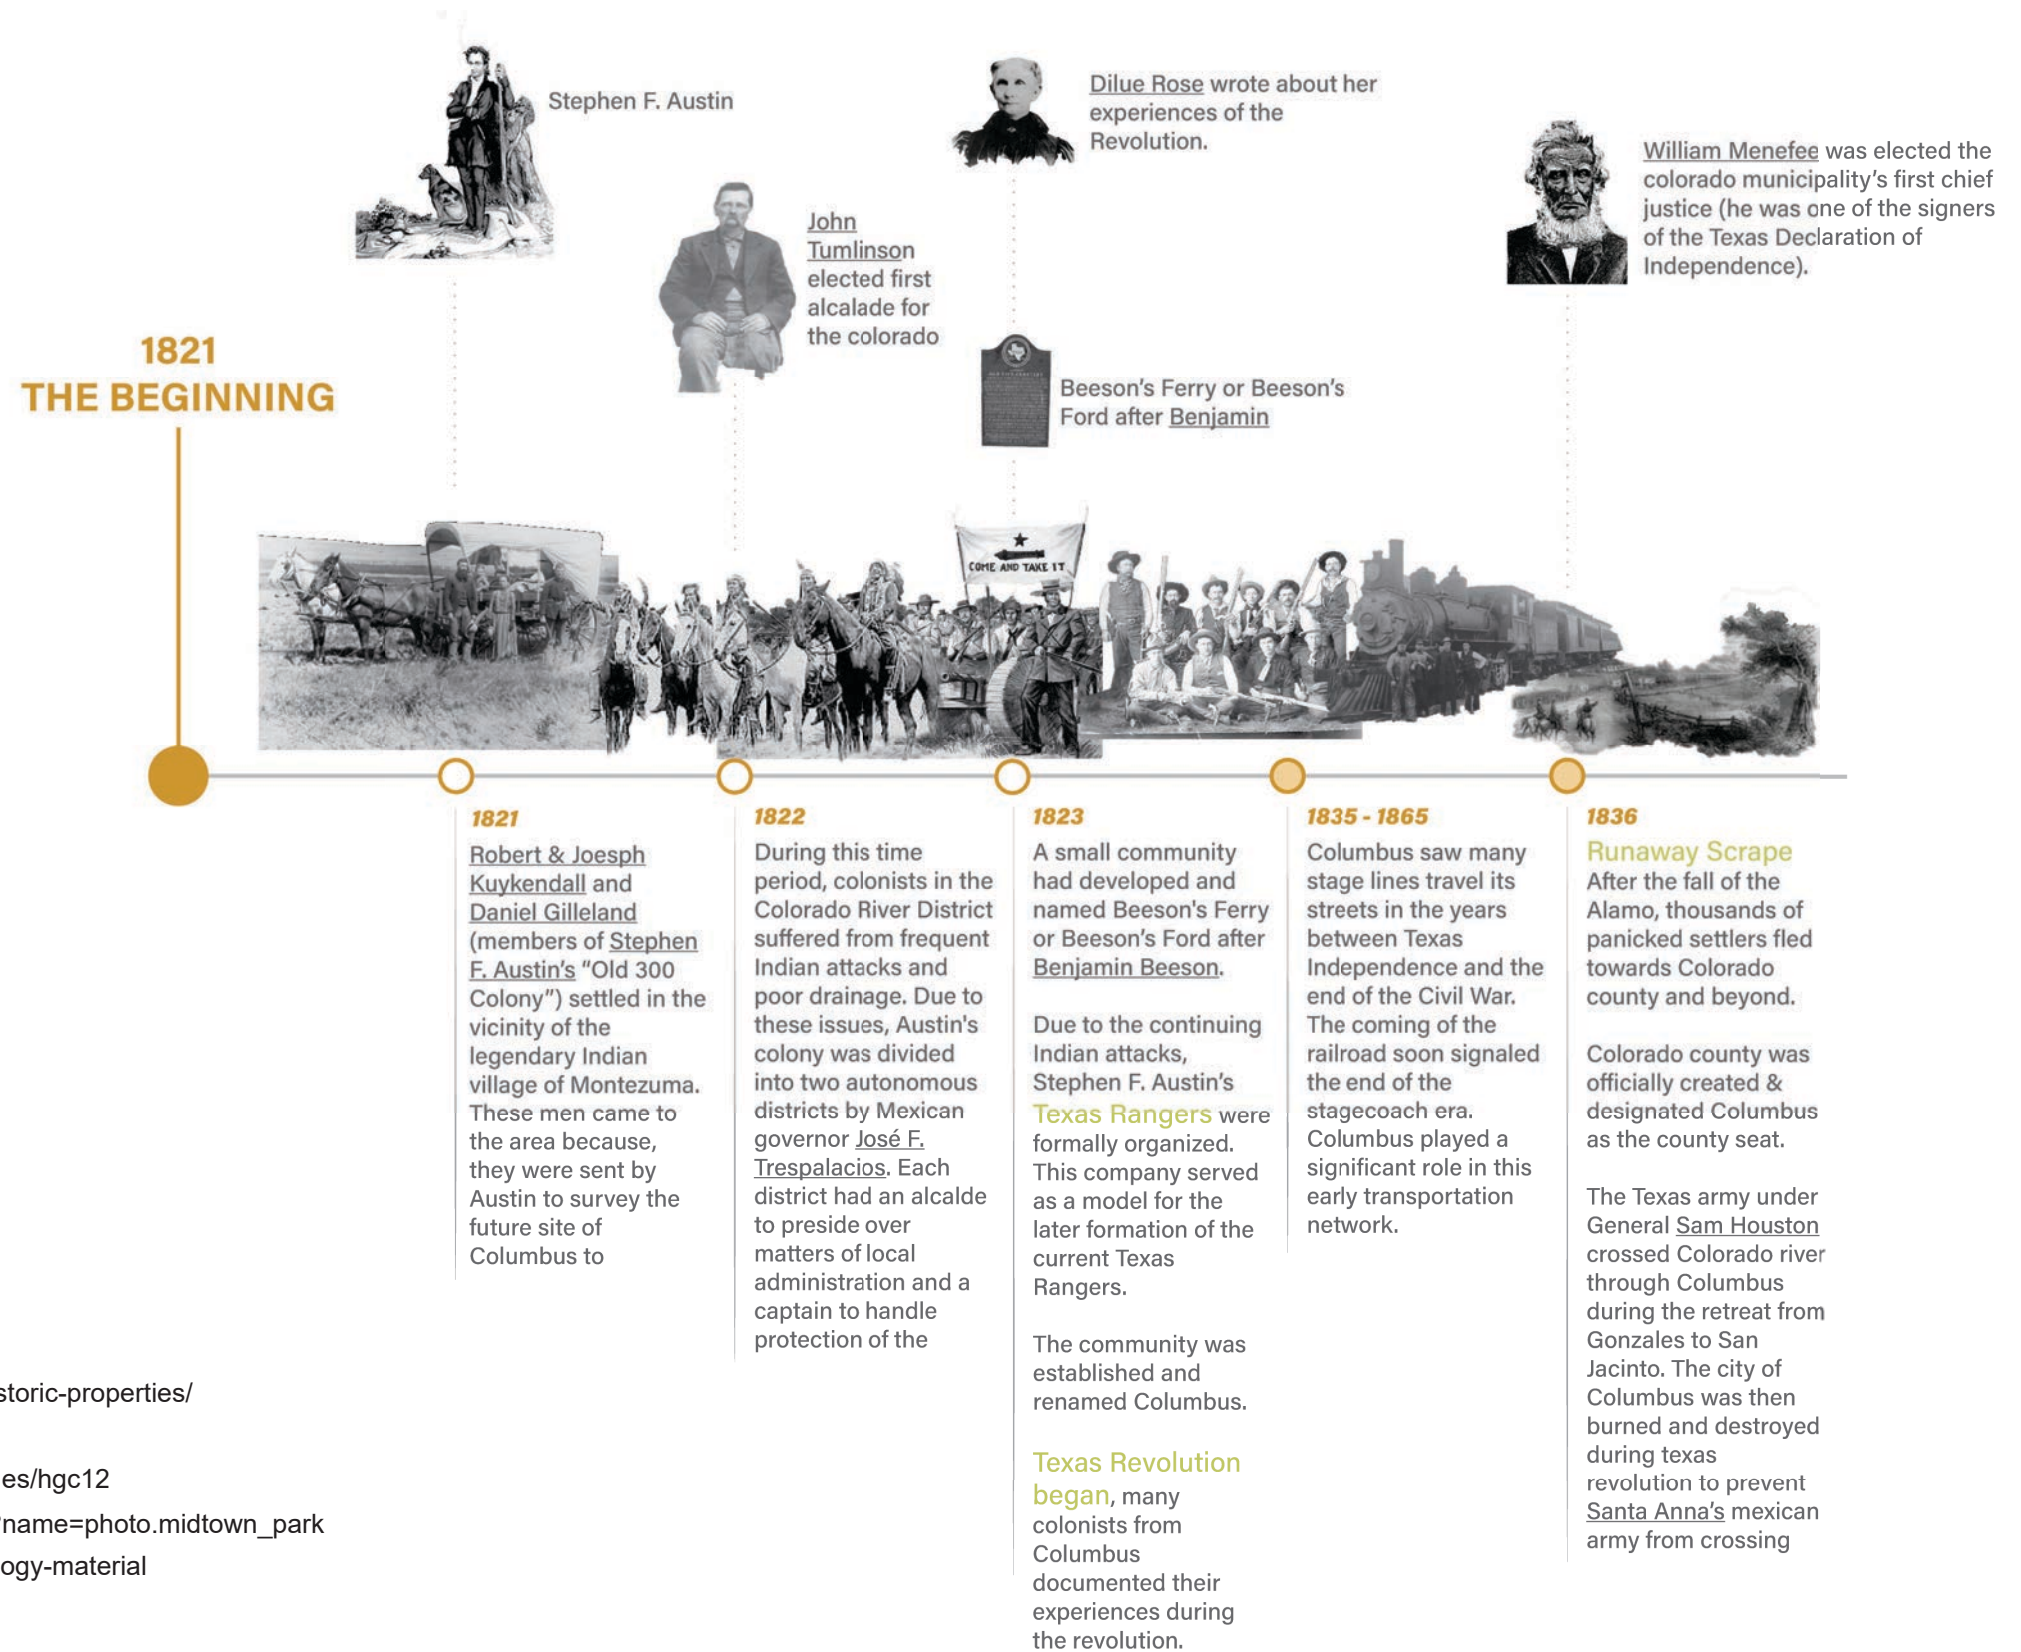 Stephen F. Austin
John
Tumlinson
elected first
alcalade for
the colorado
Dilue Rose wrote about her
experiences of the
Revolution.
Beeson's Ferry or Beeson's
Ford after Benjamin
William Menefee was elected the
colorado municipality's first chief
justice (he was one of the signers
of the Texas Declaration of
Independence).
1821
THE BEGINNING
COME AND TAKE IT
1821
Robert & Joesph
Kuykendall and
Daniel Gilleland
(members of Stephen
F. Austin's "Old 300
Colony") settled in the
vicinity of the
legendary Indian
village of Montezuma.
These men came to
the area because,
they were sent by
Austin to survey the
future site of
Columbus to
1822
During this time
period, colonists in the
Colorado River District
suffered from frequent
Indian attacks and
poor drainage. Due to
these issues, Austin's
colony was divided
into two autonomous
districts by Mexican
governor José F.
Trespalacios. Each
district had an alcalde
to preside over
matters of local
administration and a
captain to handle
protection of the
1823
A small community
had developed and
named Beeson's Ferry
or Beeson's Ford after
Benjamin Beeson.
Due to the continuing
Indian attacks,
Stephen F. Austin's
Texas Rangers were
formally organized.
This company served
as a model for the
later formation of the
current Texas
Rangers.
The community was
established and
renamed Columbus.
Texas Revolution
began, many
colonists from
Columbus
documented their
experiences during
the revolution.
1835 - 1865
Columbus saw many
stage lines travel its
streets in the years
between Texas
Independence and the
end of the Civil War.
The coming of the
railroad soon signaled
the end of the
stagecoach era.
Columbus played a
significant role in this
early transportation
network.
1836
Runaway Scrape
After the fall of the
Alamo, thousands of
panicked settlers fled
towards Colorado
county and beyond.
Colorado county was
officially created &
designated Columbus
as the county seat.
The Texas army under
General Sam Houston
crossed Colorado river
through Columbus
during the retreat from
Gonzales to San
Jacinto. The city of
Columbus was then
burned and destroyed
during texas
revolution to prevent
Santa Anna's mexican
army from crossing
storic-properties/
es/hgc12
?name=photo.midtown_park
ogy-material